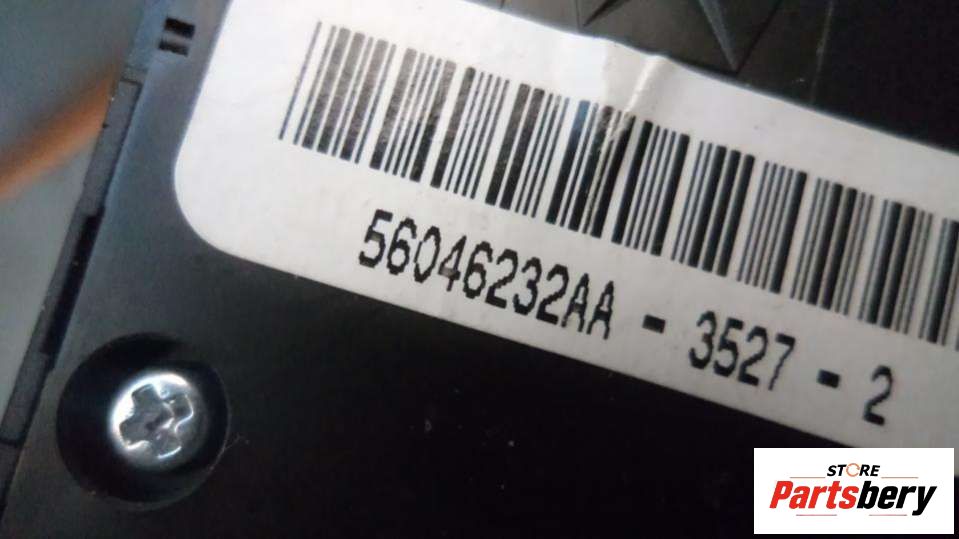 56046232AA - 3527 - 2
STORE
Partsbery